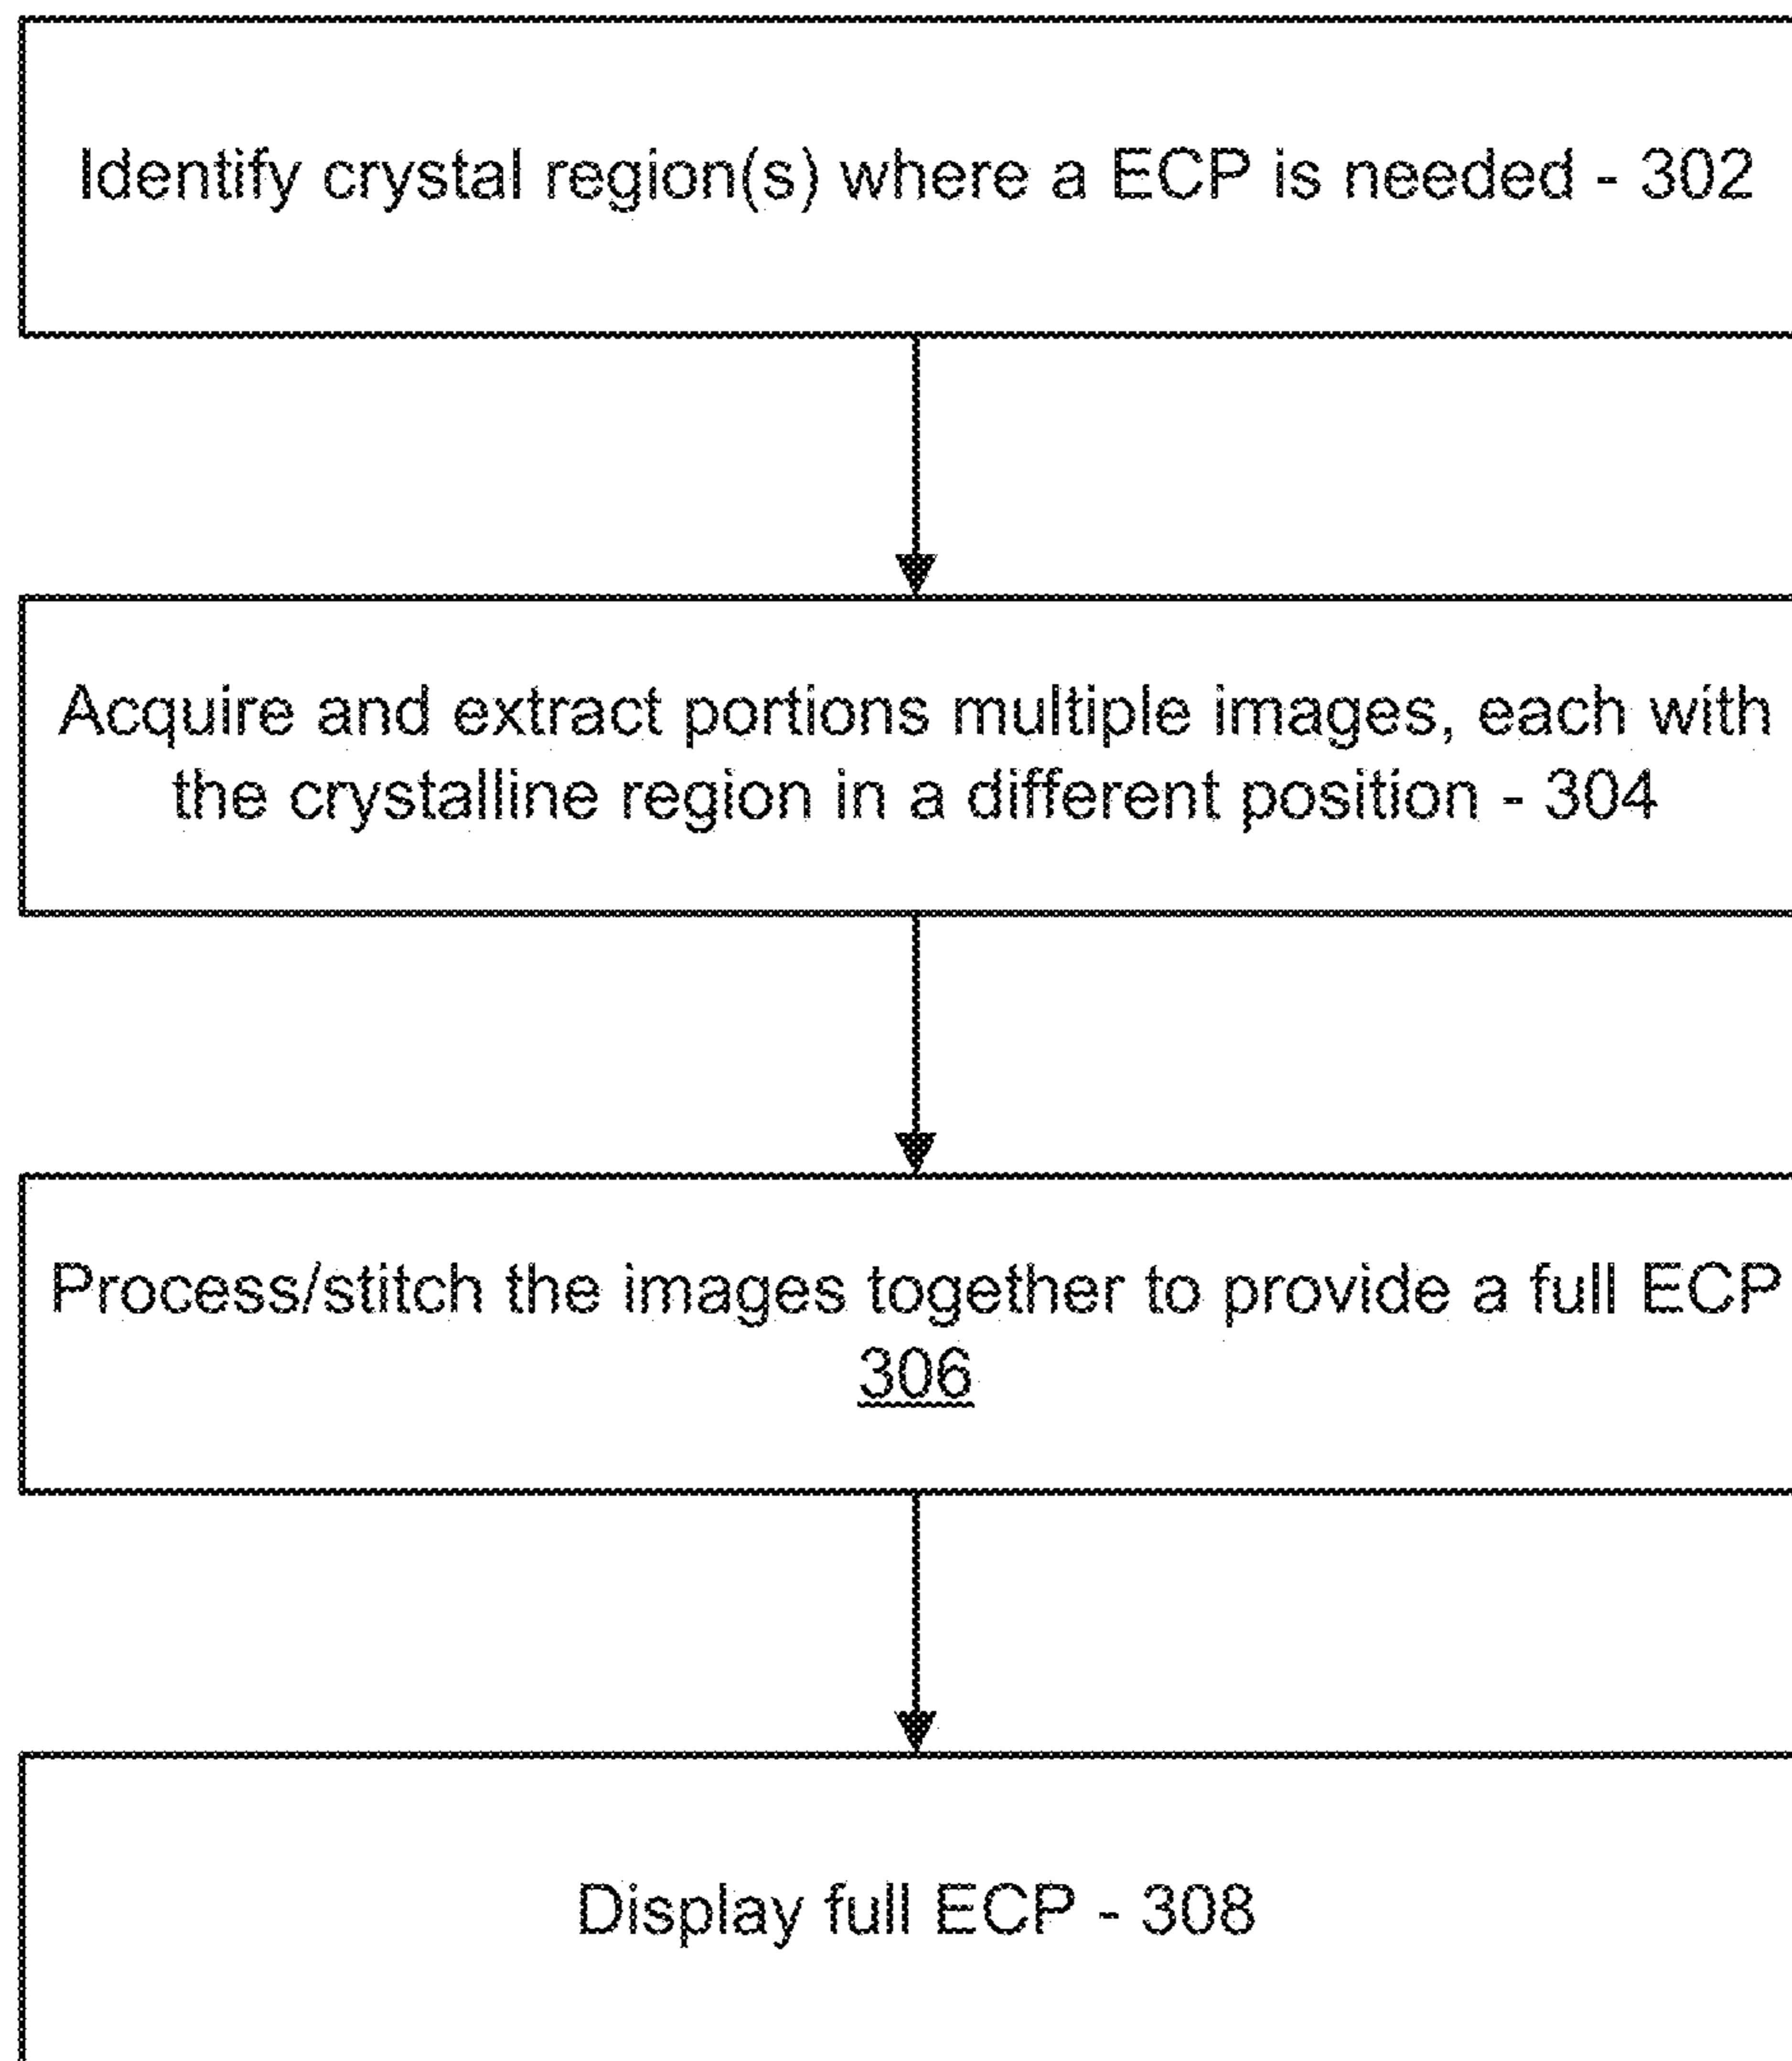 Identify crystal region(s) where a ECP is needed - 302
Acquire and extract portions multiple images, each with
the crystalline region in a different position - 304
Process/stitch the images together to provide a full ECP
306
Display full ECP - 308